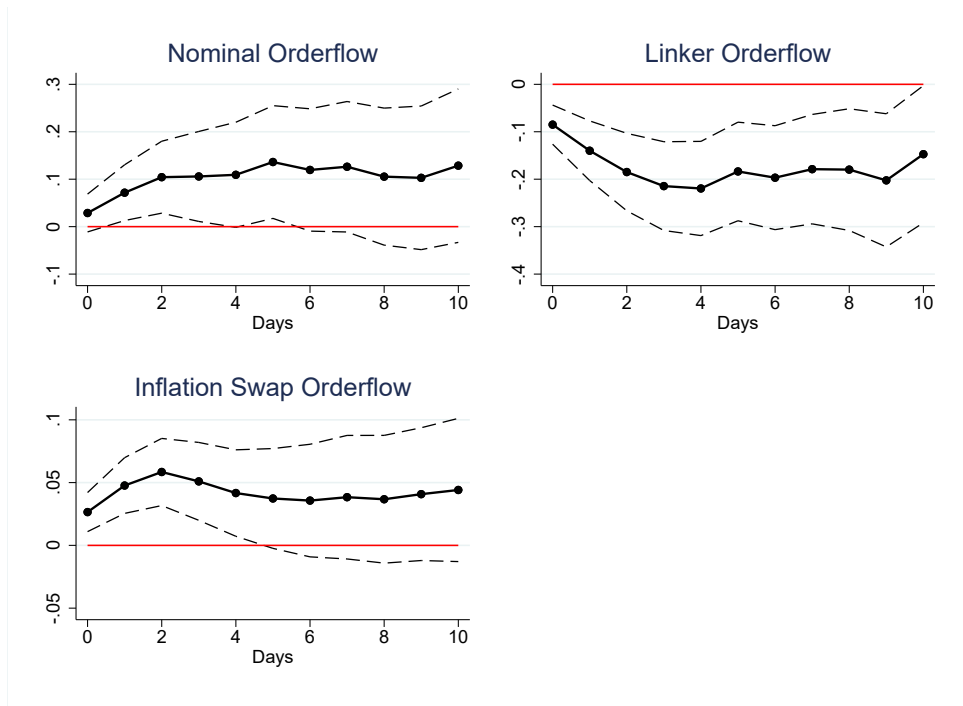 Nominal Orderflow
.3
.2
.1
0
-.1
0 2 4 6 8 10
Days
Linker Orderflow
0
-.1
-.2
-.3
-.4
0 2 4 6 8 10
Days
Inflation Swap Orderflow
.1
.05
0
-.05
0 2 4 6 8 10
Days